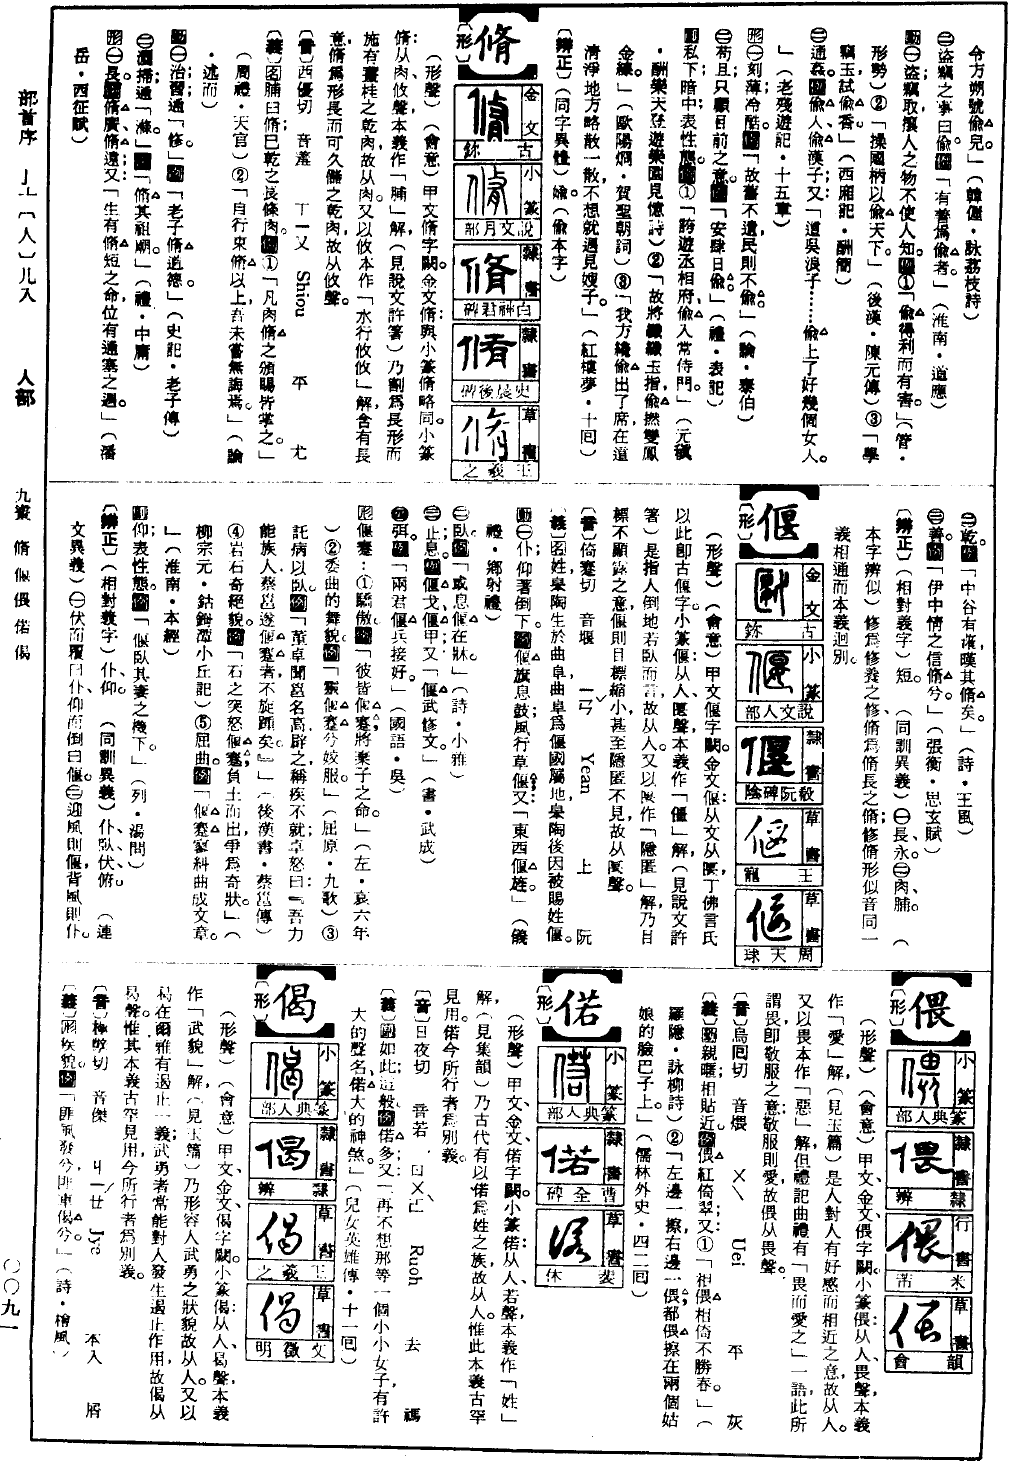 令方朔號偷兒。」(韓偓・詠荔枝詩)
㊂盜竊之事曰偷。例「有善爲偷者。」(淮南・道應)
動㊀盜竊取攘人之物不使人知。例①「偷得利而有害。」(管・
形勢)②「操國柄以偷天下。」(後漢・陳元傳)③「學
竊玉試偷香。」(西廂記・酬簡)
㊁通姦。例偷人、偷漢子;又:「道吳浪子……偷上了好幾個女人。
」(老殘遊記・十五章)
形㊀刻薄冷酷。例「故舊不遺民則不偷。」(論・泰伯)
㊁苟且只顧目前之意。例「安肆日偷。」(禮・表記)
副私下暗中表性態。例①「誇遊丞相府偷入常侍門。」(元稹
・酬樂天登遊樂園見憶詩)②「故將纖纖玉指偷撚雙鳳
金線。」(歐陽烱・賀聖朝詞)③「我方纔偷出了席在這
清淨地方略散一散不想就遇見嫂子。」(紅樓夢・十一回)
〔辨正〕(同字異體)婾。(偷本字)
脩
〔形〕
金文 古鉨
小篆 說文月部
隸書 白神君碑
隸書 史晨後碑
草書 王羲之
(形聲)(會意)甲文脩字闕。金文脩與小篆脩略同。小篆
脩从肉、攸聲本義作「脯」解,(見說文許箸)乃割爲長形而
施有薑桂之乾肉故从肉。又以攸本作「水行攸攸」解含有長
意,脩爲形長而可久儲之乾肉故从攸聲。
〔音〕西優切 音羞 ㄒㄧㄡ Shiou 平 尤
〔義〕名脯曰脩;已乾之長條肉。例①「凡肉脩之頒賜皆掌之。」
(周禮・天官)②「自行束脩以上,吾未嘗無誨焉。」(論
・述而)
動㊀治習通「修」。例「老子脩道德。」(史記・老子傳)
㊁灑掃通「滌」。例「脩其祖廟。」(禮・中庸)
形㊀長。例脩廣、脩遠;又:「生有脩短之命位有通塞之遇。」(潘
岳・西征賦)
㊁乾。例「中谷有蓷暵其脩矣。」(詩・王風)
㊂善。例「伊中情之信脩兮。」(張衡・思玄賦)
〔辨正〕(相對義字)短。 (同訓異義)㊀長、永。㊁肉、脯。 (
本字辨似)修爲修養之修,脩爲脩長之脩;修脩形似音同一
義相通而本義迥別。
偃
〔形〕
金文 古鉨
小篆 說文人部
隸書 殽阮碑陰
草書 王寵
草書 周天球
(形聲)(會意)甲文偃字闕。金文偃:从文从匽,丁佛言氏
以此即古偃字。小篆偃:从人、匽聲本義作「僵」解,(見說文許
箸)是指人倒地若臥而言,故从人。又以匽作「隱匿」解,乃目
標不顯露之意,偃則目標縮小甚至隱匿不見,故从匽聲。
〔音〕倚蹇切 音堰 ㄧㄢˇ Yean 上 阮
〔義〕名姓,皋陶生於曲阜,曲阜爲偃國屬地,皋陶後因被賜姓偃。
動㊀仆,仰著倒下。例偃旗息鼓,風行草偃;又:「東西偃旌。」(儀
禮・鄉射禮)
㊁臥。例「或息偃在牀。」(詩・小雅)
㊂止息。例偃戈、偃甲;又:「偃武修文。」(書・武成)
㊃弭。例「兩君偃兵接好。」(國語・吳)
形偃蹇:①驕傲。例「彼皆偃蹇將棄子之命。」(左・哀六年
)②委曲的舞貌。例「靈偃蹇兮姣服。」(屈原・九歌)③
託病以臥。例「董卓聞邕名高辟之,稱疾不就,卓怒曰:『吾力
能族人,蔡邕遂偃蹇者不旋踵矣。』」(後漢書・蔡邕傳)
④岩石奇絕貌。例「石之突怒偃蹇負土而出爭爲奇狀。」(
柳宗元・鈷鉧潭小丘記)⑤屈曲。例「偃蹇寥糾曲成文章。
」(淮南・本經)
副仰表性態。例「偃臥其妻之機下。」(列・湯問)
〔辨正〕(相對義字)仆、仰。 (同訓異義)仆、臥、伏、俯。 (連
文異義)㊀伏而覆曰仆,仰而倒曰偃。㊁迎風則偃,背風則仆。
偎
〔形〕
小篆 篆典人部
隸書 隸辨
行書 米芾
草書 韻會
(形聲)(會意)甲文、金文偎字闕。小篆偎:从人、畏聲,本義
作「愛」解,(見玉篇)是人對人有好感而相近之意,故从人。
又以畏本作「惡」解,但禮記曲禮有「畏而愛之」一語,此所
謂畏即敬服之意,敬服則愛,故偎从畏聲。
〔音〕烏回切 音煨 ㄨㄟ Uei 平 灰
〔義〕動親暱相貼近。例偎紅倚翠;又:①「相偎相倚不勝春。」(
羅隱・詠柳詩)②「左邊一擦,右邊一偎,都偎擦在兩個姑
娘的臉巴子上。」(儒林外史・四二回)
偌
〔形〕
小篆 篆典人部
隸書 曹全碑
草書 裴休
(形聲)甲文、金文、偌字闕。小篆偌:从人、若聲,本義作「姓」
解,(見集韻)乃古代有以偌爲姓之族,故从人。惟此本義古罕
見用。偌今所行者爲別義。
〔音〕日夜切 音若 ㄖㄨㄛˋ Ruoh 去 禡
〔義〕副如此;這般。例偌多;又:「再不想那等一個小小女子有許
大的聲名,偌大的神煞。」(兒女英雄傳・十一回)
偈
〔形〕
小篆 篆典人部
隸書 隸辨
草書 王羲之
草書 文徵明
(形聲)(會意)甲文、金文偈字闕。小篆偈:从人、曷聲,本義
作「武貌」解,(見玉篇)乃形容人武勇之狀貌,故从人。又以
曷在爾雅有遏止一義,武勇者常能對人發生遏止作用,故偈从
曷聲。惟其本義古罕見用,今所行者爲別義。
〔音〕極孽切 音傑 ㄐㄧㄝˊ Jye 本入 屑
〔義〕形疾貌。例「匪風發兮匪車偈兮。」(詩・檜風)
部首序 亅亠〔人〕儿入 人部
九畫 脩偃偎偌偈
〇〇九一